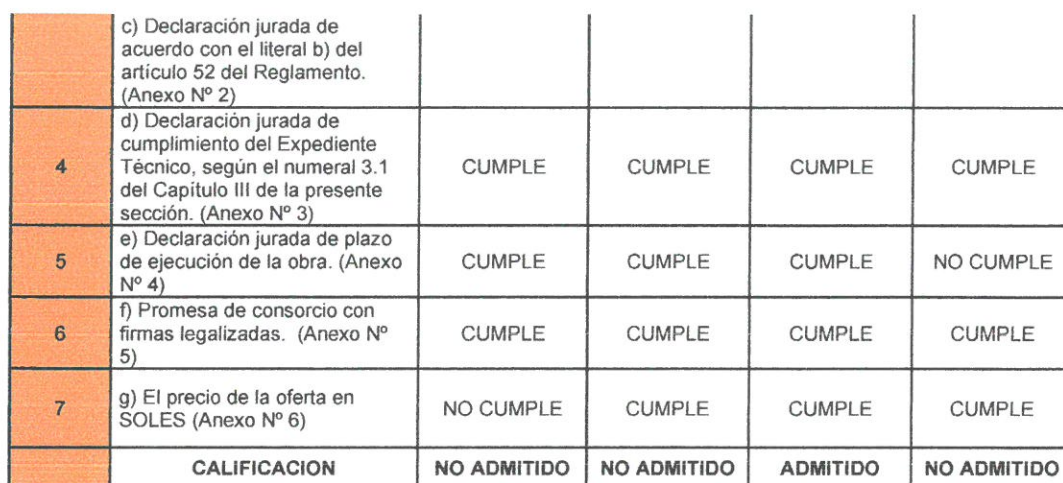 c) Declaración jurada de
acuerdo con el literal b) del
artículo 52 del Reglamento.
(Anexo Nº 2)
4
d) Declaración jurada de
cumplimiento del Expediente
Técnico, según el numeral 3.1
del Capítulo III de la presente
sección. (Anexo Nº 3)
CUMPLE
CUMPLE
CUMPLE
CUMPLE
5
e) Declaración jurada de plazo
de ejecución de la obra. (Anexo
Nº 4)
CUMPLE
CUMPLE
CUMPLE
NO CUMPLE
6
f) Promesa de consorcio con
firmas legalizadas. (Anexo Nº
5)
CUMPLE
CUMPLE
CUMPLE
CUMPLE
7
g) El precio de la oferta en
SOLES (Anexo Nº 6)
NO CUMPLE
CUMPLE
CUMPLE
CUMPLE
CALIFICACION
NO ADMITIDO
NO ADMITIDO
ADMITIDO
NO ADMITIDO